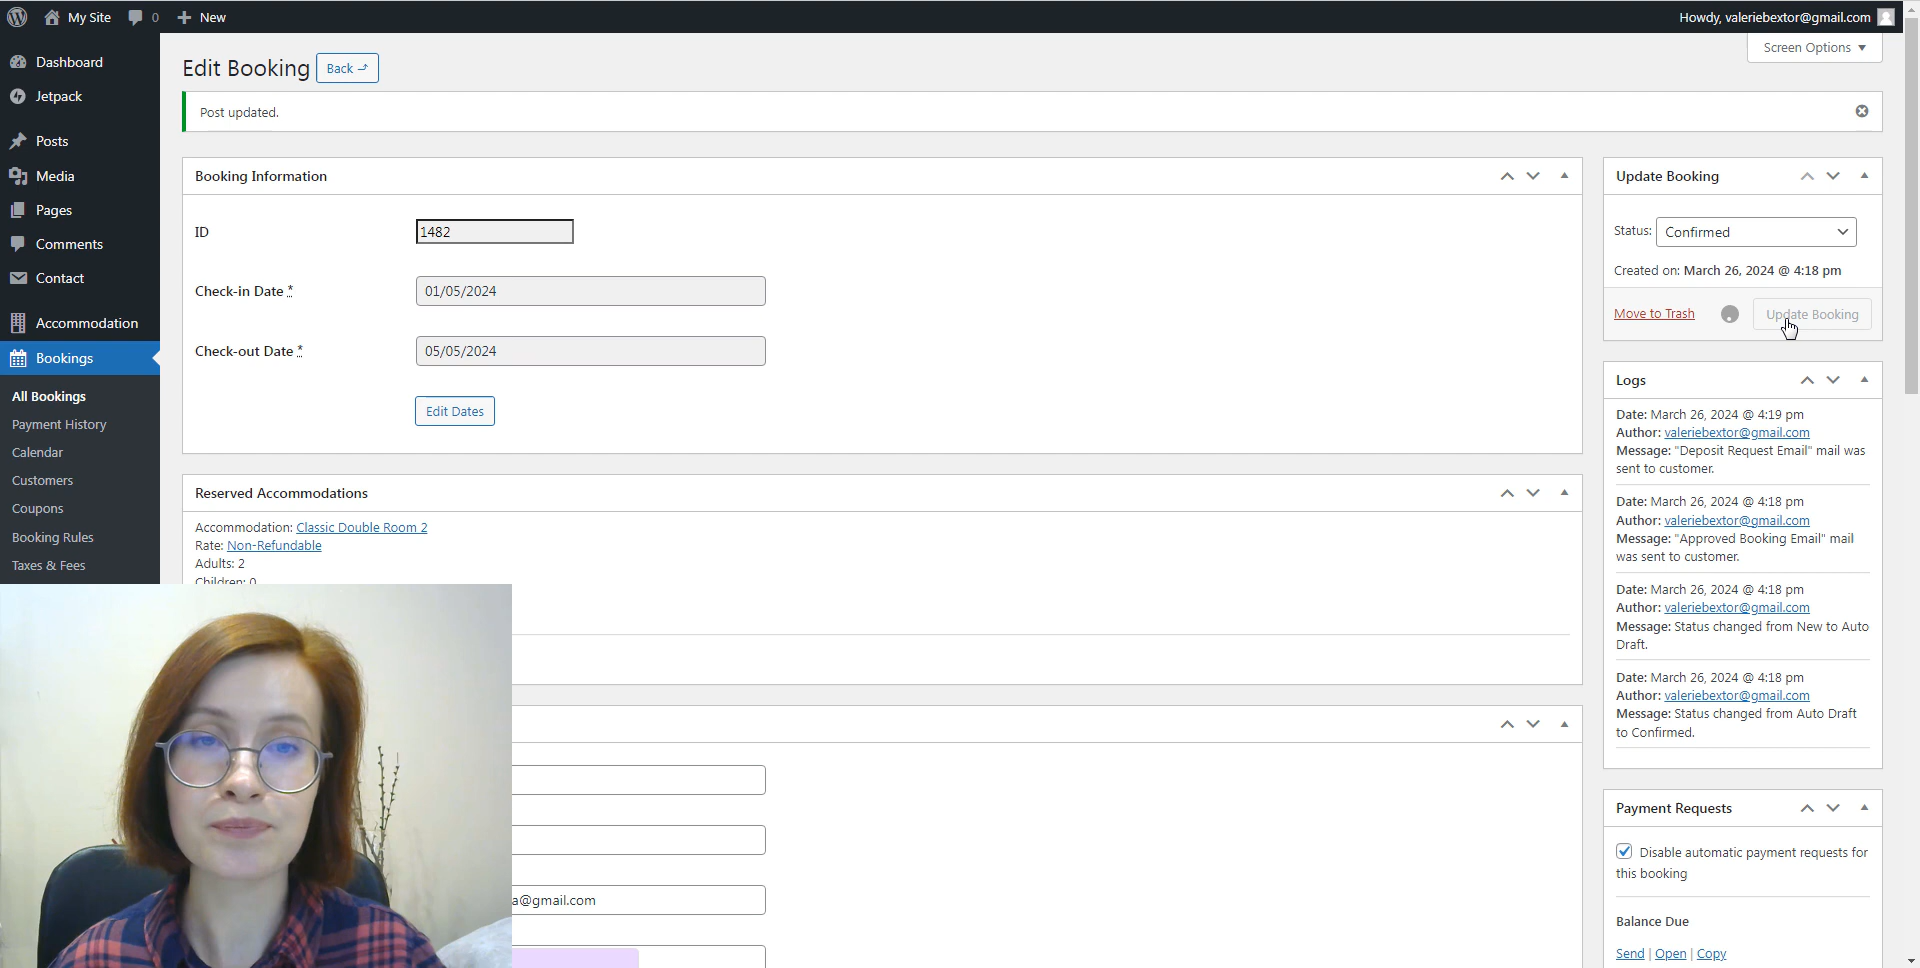 My Site
0
New
Howdy, valeriebextor@gmail.com
Screen Options
Dashboard
Jetpack
Posts
Media
Pages
Comments
Contact
Accommodation
Bookings
All Bookings
Payment History
Calendar
Customers
Coupons
Booking Rules
Taxes & Fees
Edit Booking
Back
Post updated.
Booking Information
ID
1482
Check-in Date *
01/05/2024
Check-out Date *
05/05/2024
Edit Dates
Reserved Accommodations
Accommodation: Classic Double Room 2
Rate: Non-Refundable
Adults: 2
Children: 0
a@gmail.com
Update Booking
Status: Confirmed
Created on: March 26, 2024 @ 4:18 pm
Move to Trash
Update Booking
Logs
Date: March 26, 2024 @ 4:19 pm
Author: valeriebextor@gmail.com
Message: "Deposit Request Email" mail was
sent to customer.
Date: March 26, 2024 @ 4:18 pm
Author: valeriebextor@gmail.com
Message: "Approved Booking Email" mail
was sent to customer.
Date: March 26, 2024 @ 4:18 pm
Author: valeriebextor@gmail.com
Message: Status changed from New to Auto
Draft.
Date: March 26, 2024 @ 4:18 pm
Author: valeriebextor@gmail.com
Message: Status changed from Auto Draft
to Confirmed.
Payment Requests
Disable automatic payment requests for
this booking
Balance Due
Send | Open | Copy